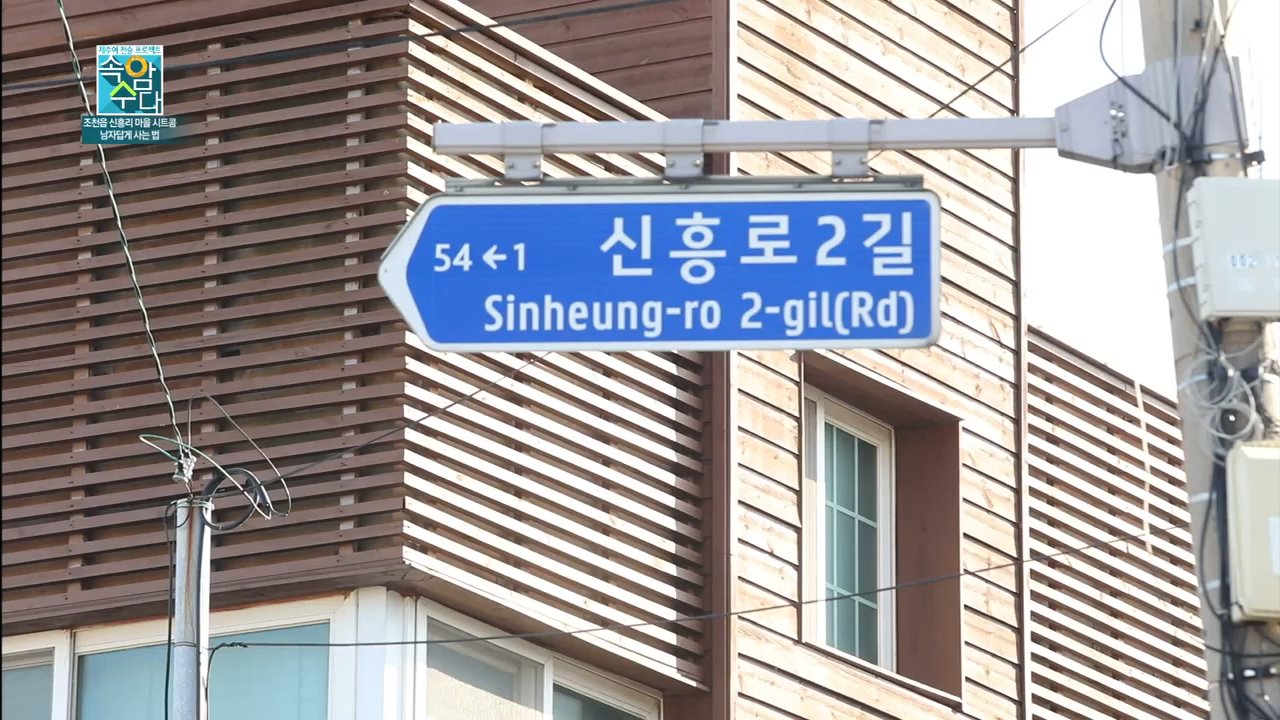 제주어 전승 프로젝트
속암
수다
조천읍 신흥리 마을 시트콤
남자답게 사는 법
54 ←1 신흥로 2길
Sinheung-ro 2-gil(Rd)